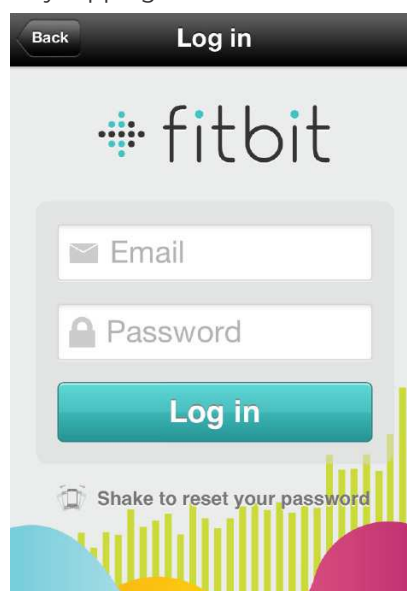 Back
Log in
fitbit
Email
Password
Log in
Shake to reset your password